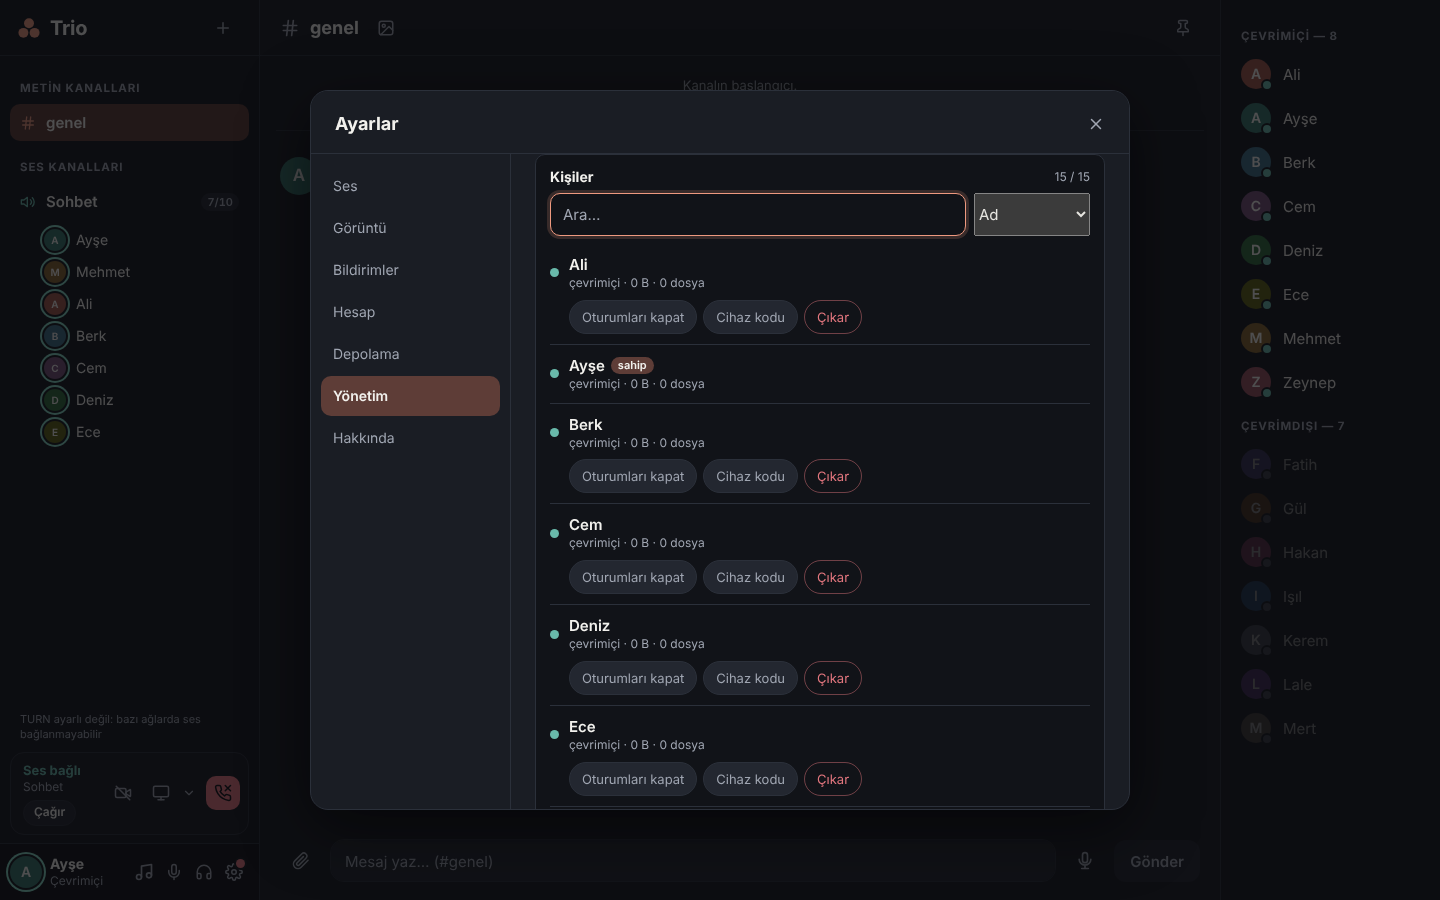 Trio
METİN KANALLARI
genel
SES KANALLARI
Sohbet
7/10
A
Ayşe
M
Mehmet
A
Ali
B
Berk
C
Cem
D
Deniz
E
Ece
TURN ayarlı değil: bazı ağlarda ses
bağlanmayabilir
Ses bağlı
Sohbet
Çağır
A
Ayşe
Çevrimiçi
# genel
Kanalın başlangıcı.
A
Ayarlar
Ses
Görüntü
Bildirimler
Hesap
Depolama
Yönetim
Hakkında
Kişiler
15 / 15
Ara...
Ad
Ali
çevrimiçi · 0 B · 0 dosya
Oturumları kapat
Cihaz kodu
Çıkar
Ayşe sahip
çevrimiçi · 0 B · 0 dosya
Berk
çevrimiçi · 0 B · 0 dosya
Oturumları kapat
Cihaz kodu
Çıkar
Cem
çevrimiçi · 0 B · 0 dosya
Oturumları kapat
Cihaz kodu
Çıkar
Deniz
çevrimiçi · 0 B · 0 dosya
Oturumları kapat
Cihaz kodu
Çıkar
Ece
çevrimiçi · 0 B · 0 dosya
Oturumları kapat
Cihaz kodu
Çıkar
Mesaj yaz... (#genel)
Gönder
ÇEVRİMİÇİ — 8
A
Ali
A
Ayşe
B
Berk
C
Cem
D
Deniz
E
Ece
M
Mehmet
Z
Zeynep
ÇEVRİMDIŞI — 7
F
Fatih
G
Gül
H
Hakan
I
Işıl
K
Kerem
L
Lale
M
Mert